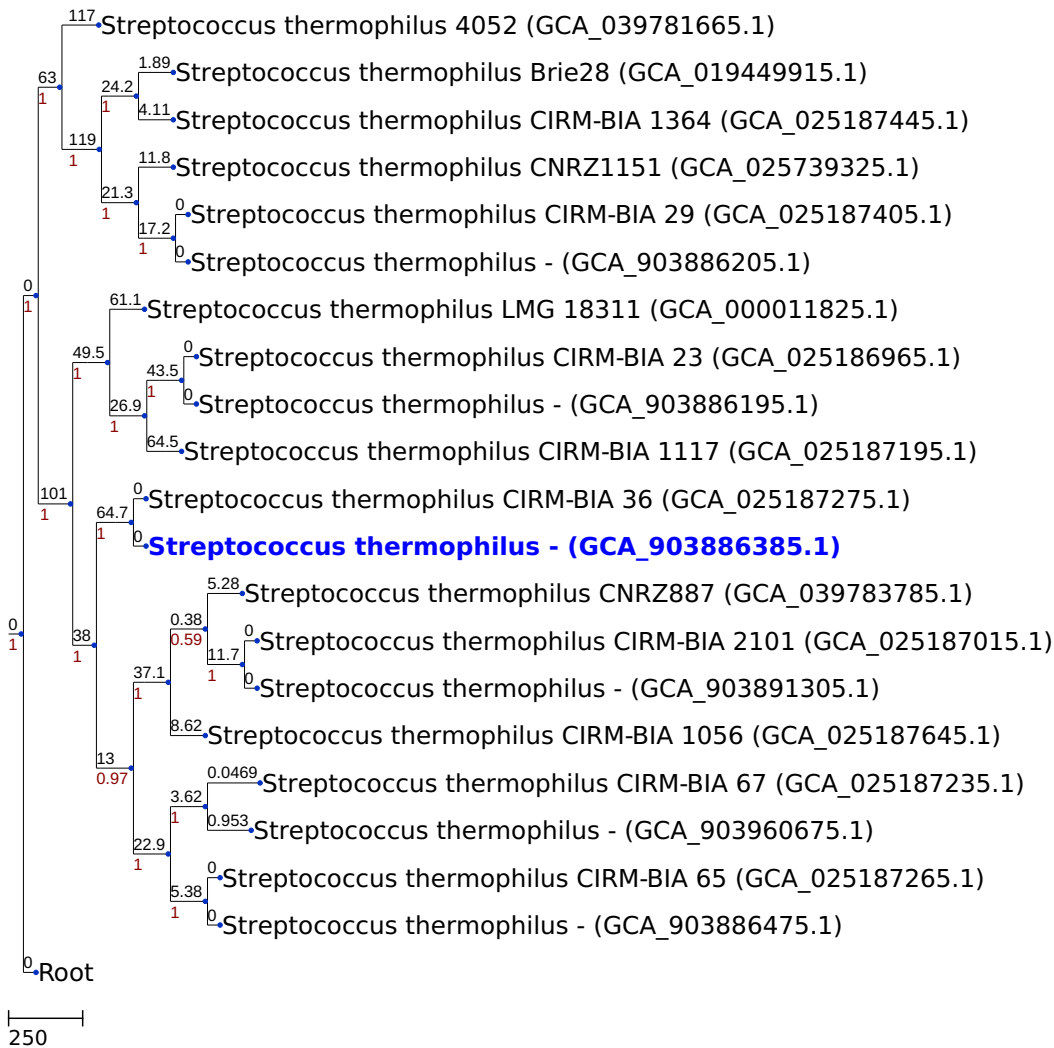 117 Streptococcus thermophilus 4052 (GCA_039781665.1)
1.89 Streptococcus thermophilus Brie28 (GCA_019449915.1)
63
1
24.2
1
4.11 Streptococcus thermophilus CIRM-BIA 1364 (GCA_025187445.1)
119
1
11.8 Streptococcus thermophilus CNRZ1151 (GCA_025739325.1)
21.3
1
0 Streptococcus thermophilus CIRM-BIA 29 (GCA_025187405.1)
17.2
1
0 Streptococcus thermophilus - (GCA_903886205.1)
0
1
61.1 Streptococcus thermophilus LMG 18311 (GCA_000011825.1)
49.5
1
0 Streptococcus thermophilus CIRM-BIA 23 (GCA_025186965.1)
43.5
1
0 Streptococcus thermophilus - (GCA_903886195.1)
26.9
1
64.5 Streptococcus thermophilus CIRM-BIA 1117 (GCA_025187195.1)
101
1
0 Streptococcus thermophilus CIRM-BIA 36 (GCA_025187275.1)
64.7
1
0 Streptococcus thermophilus - (GCA_903886385.1)
5.28 Streptococcus thermophilus CNRZ887 (GCA_039783785.1)
0.38
0.59
0 Streptococcus thermophilus CIRM-BIA 2101 (GCA_025187015.1)
0
1
38
1
11.7
1
0 Streptococcus thermophilus - (GCA_903891305.1)
37.1
1
8.62 Streptococcus thermophilus CIRM-BIA 1056 (GCA_025187645.1)
13
0.97
0.0469 Streptococcus thermophilus CIRM-BIA 67 (GCA_025187235.1)
3.62
1
0.953 Streptococcus thermophilus - (GCA_903960675.1)
22.9
1
0 Streptococcus thermophilus CIRM-BIA 65 (GCA_025187265.1)
5.38
1
0 Streptococcus thermophilus - (GCA_903886475.1)
0 Root
250